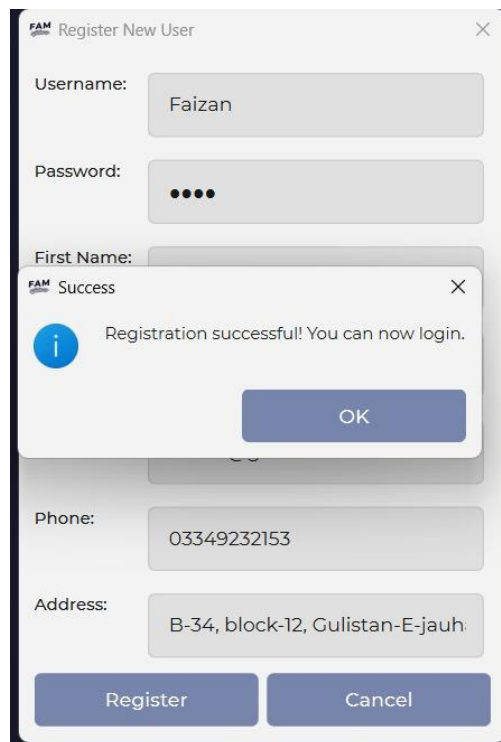 FAM Register New User
Username:
Faizan
Password:
••••
First Name:
FAM Success
Registration successful! You can now login.
OK
Phone:
03349232153
Address:
B-34, block-12, Gulistan-E-jauh
Register
Cancel